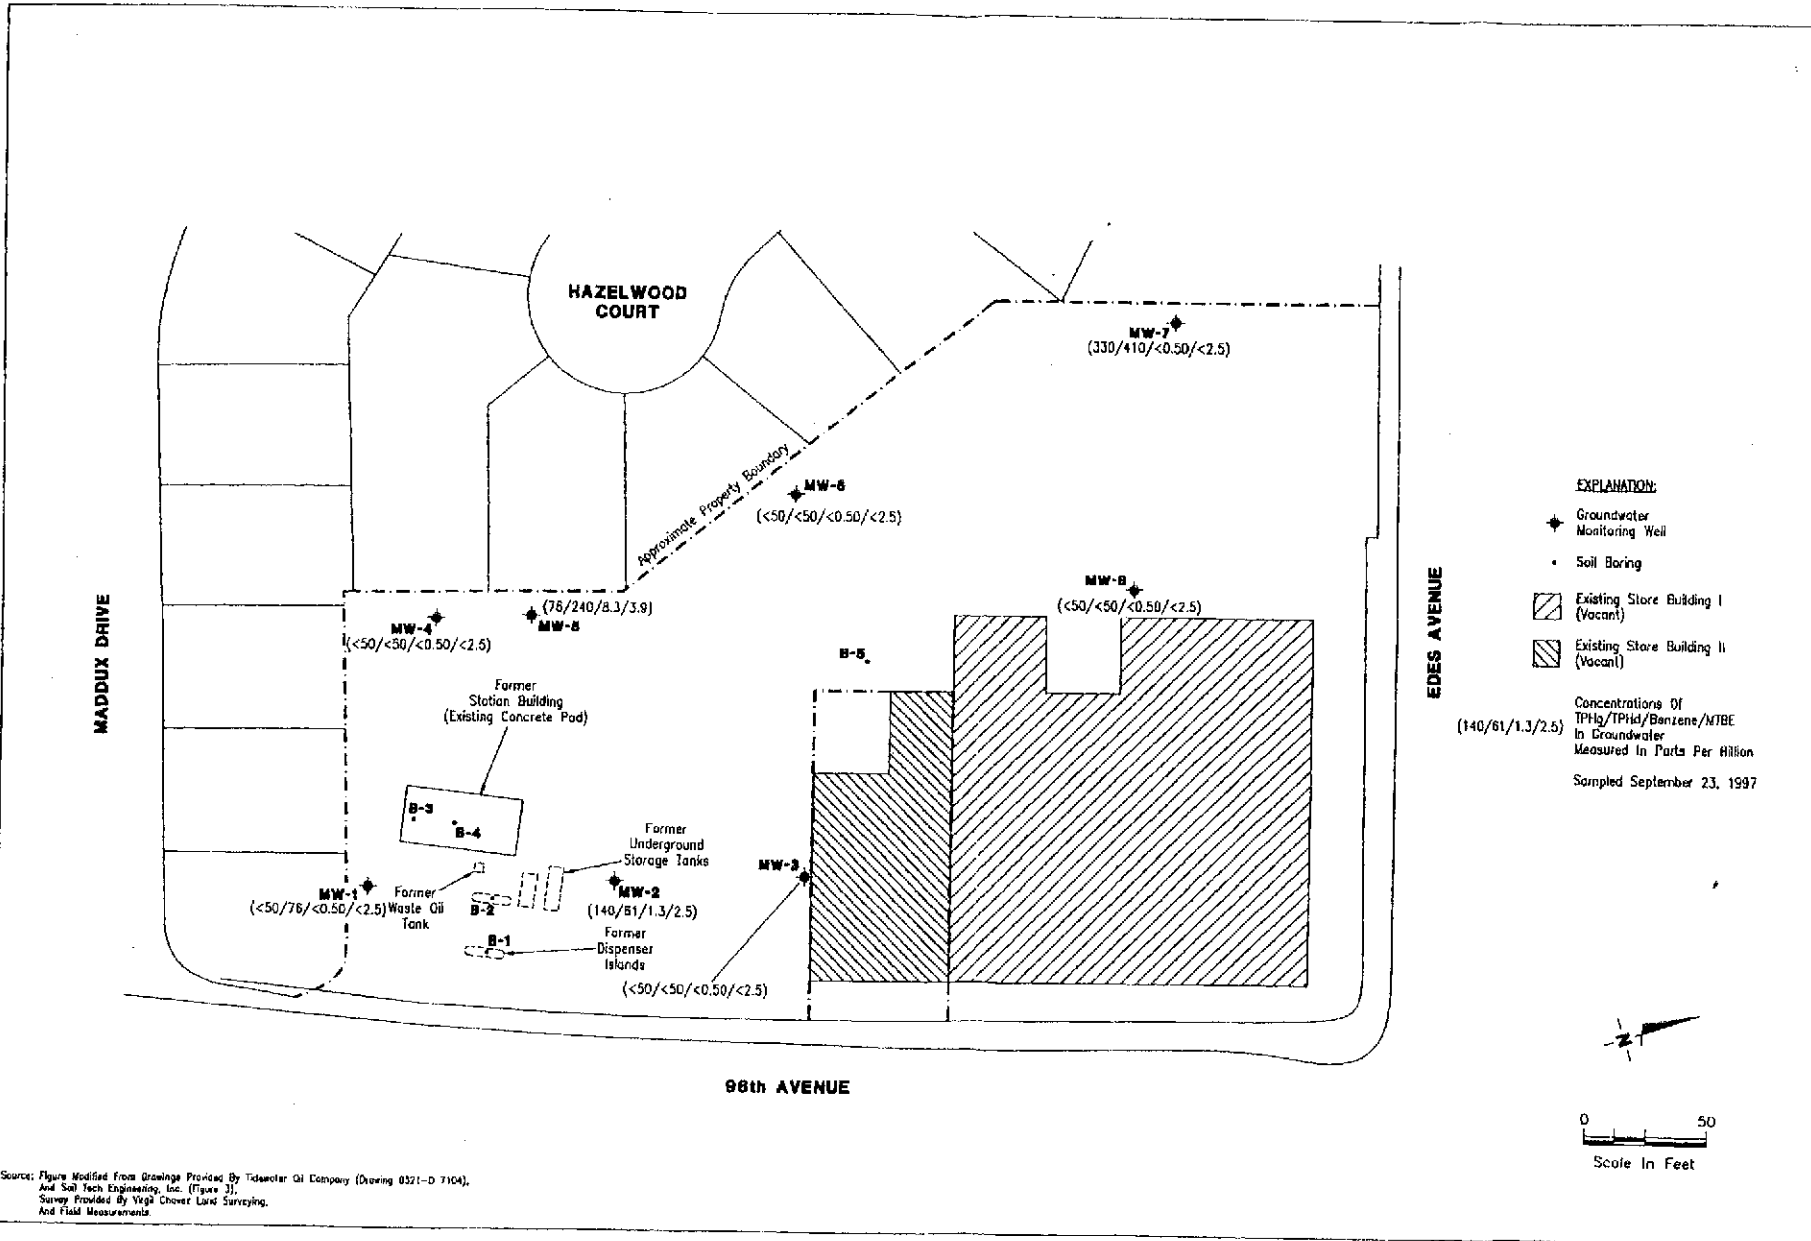 HAZELWOOD
COURT
MW-7
(330/410/<0.50/<2.5)
Approximate Property Boundary
MW-6
(<50/<50/<0.50/<2.5)
MADDUX DRIVE
MW-4
(<50/<50/<0.50/<2.5)
(76/240/8.3/3.9)
MW-5
MW-8
(<50/<50/<0.50/<2.5)
B-5
EDES AVENUE
Former
Station Building
(Existing Concrete Pad)
B-3
B-4
Former
Underground
Storage Tanks
MW-1
(<50/76/<0.50/<2.5)
Former
Waste Oil
Tank
B-2
MW-2
(140/61/1.3/2.5)
MW-3
B-1
Former
Dispenser
Islands
(<50/<50/<0.50/<2.5)
98th AVENUE
EXPLANATION:
Groundwater
Monitoring Well
Soil Boring
Existing Store Building I
(Vacant)
Existing Store Building II
(Vacant)
(140/61/1.3/2.5)
Concentrations Of
TPHg/TPHd/Benzene/MTBE
In Groundwater
Measured In Parts Per Billion
Sampled September 23, 1997
N
0 50
Scale In Feet
Source: Figure Modified From Drawings Provided By Tidewater Oil Company (Drawing 0321-D 7104),
And Soil Tech Engineering, Inc. (Figure 3),
Survey Provided By Virgil Chavez Land Surveying,
And Field Measurements.